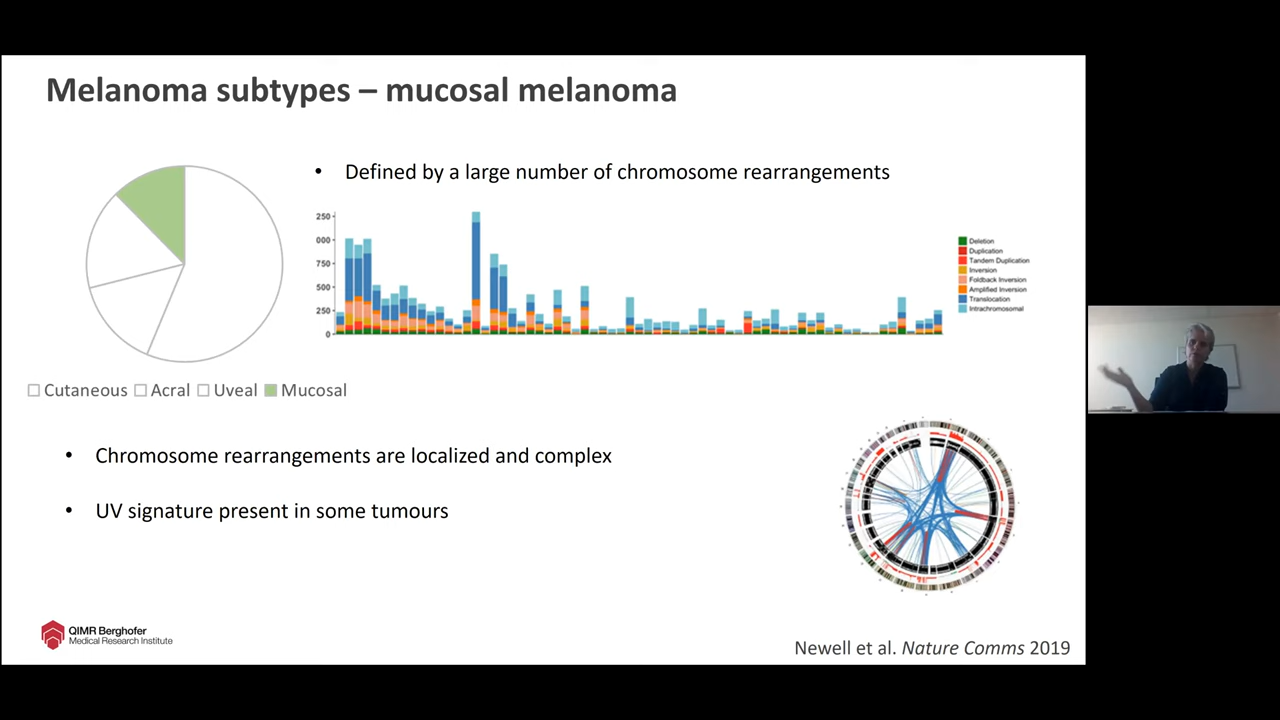 Melanoma subtypes – mucosal melanoma
• Defined by a large number of chromosome rearrangements
250
000
750
500
250
0
Deletion
Duplication
Tandem Duplication
Inversion
Foldback Inversion
Amplified Inversion
Translocation
Intrachromosomal
Cutaneous Acral Uveal Mucosal
• Chromosome rearrangements are localized and complex
• UV signature present in some tumours
QIMR Berghofer
Medical Research Institute
Newell et al. Nature Comms 2019